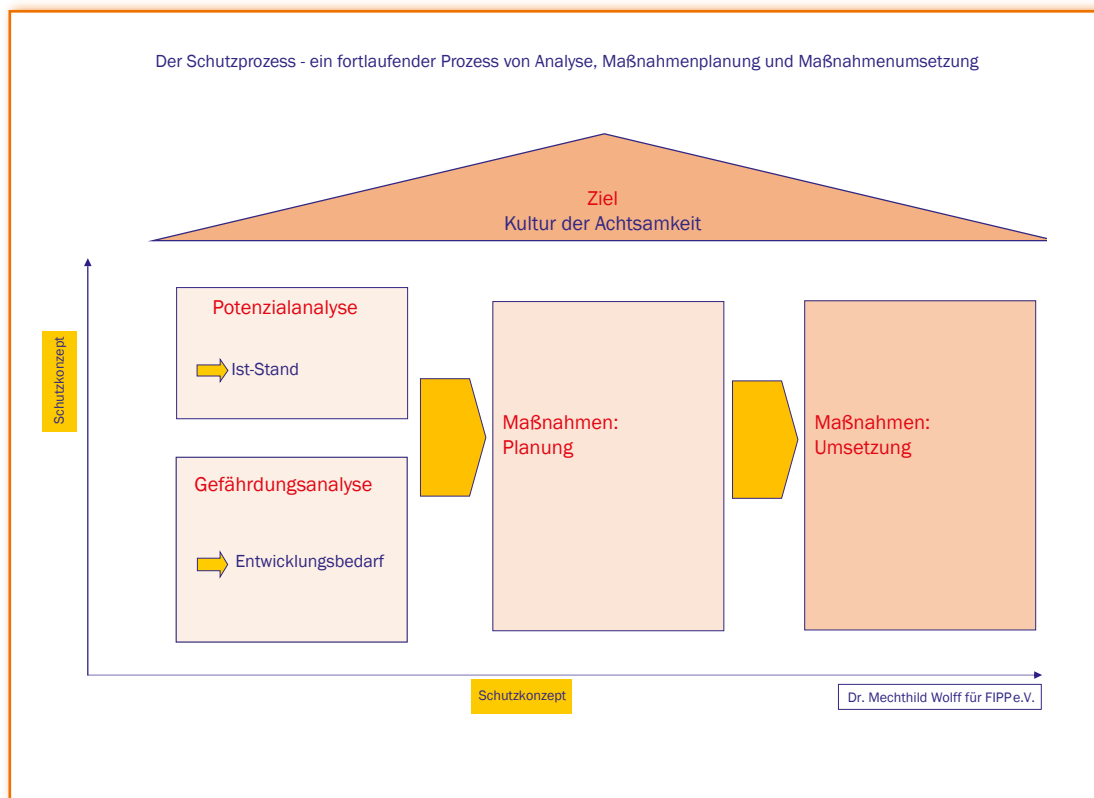 Der Schutzprozess - ein fortlaufender Prozess von Analyse, Maßnahmenplanung und Maßnahmenumsetzung
Ziel
Kultur der Achtsamkeit
Schutzkonzept
Potenzialanalyse
Ist-Stand
Gefährdungsanalyse
Entwicklungsbedarf
Maßnahmen:
Planung
Maßnahmen:
Umsetzung
Schutzkonzept
Dr. Mechthild Wolff für FIPP e.V.